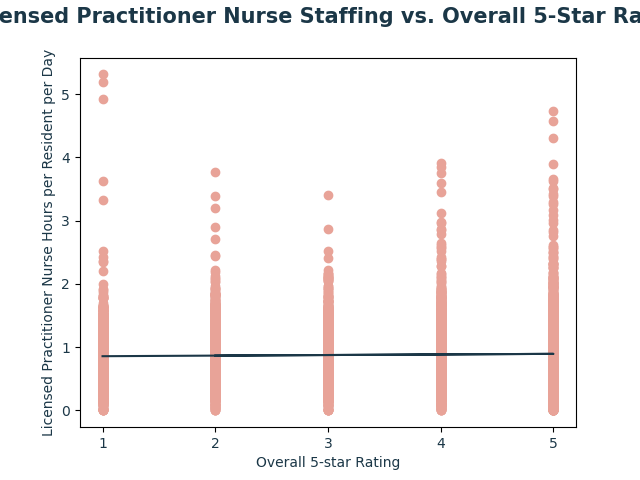 ensed Practitioner Nurse Staffing vs. Overall 5-Star Ra
Licensed Practitioner Nurse Hours per Resident per Day
5
4
3
2
1
0
1 2 3 4 5
Overall 5-star Rating